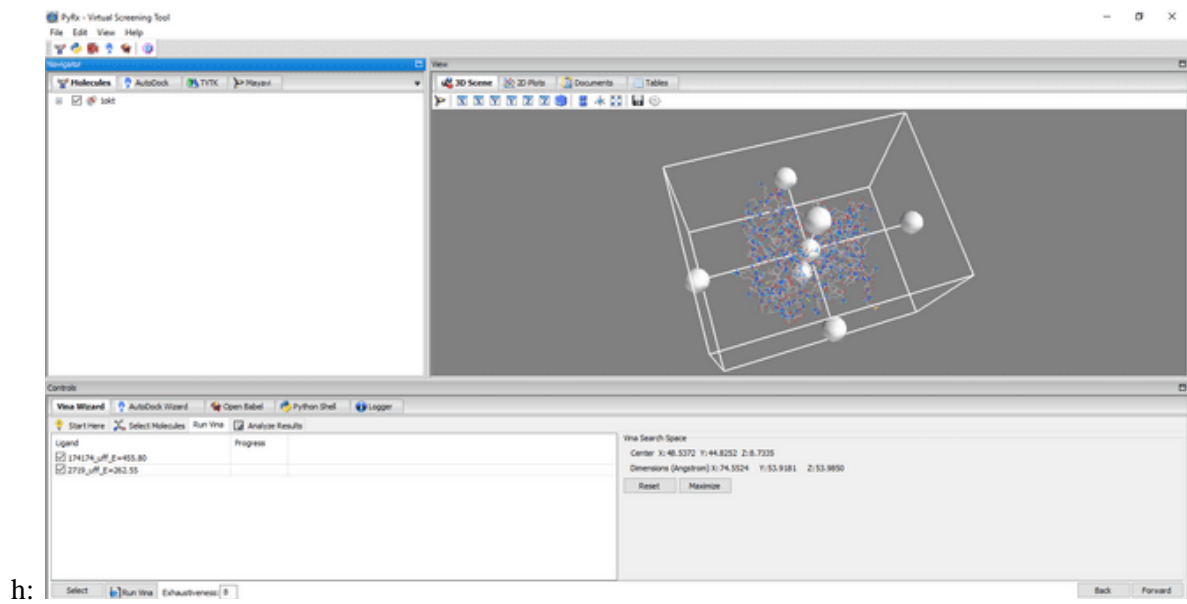 PyRx - Virtual Screening Tool
File Edit View Help
Navigator
View
Molecules AutoDock TVTK Mayavi
3D Scene 2D Plots Documents Tables
1okt
Controls
Vina Wizard AutoDock Wizard Open Babel Python Shell Logger
Start Here Select Molecules Run Vina Analyze Results
Ligand Progress
174174_uff_E=455.80
2719_uff_E=262.55
Vina Search Space
Center X: 48.5372 Y: 44.8252 Z:8.7335
Dimensions (Angstrom) X: 74.5524 Y: 53.9181 Z: 53.9850
Reset Maximize
h:
Select Run Vina Exhaustiveness: 8
Back Forward